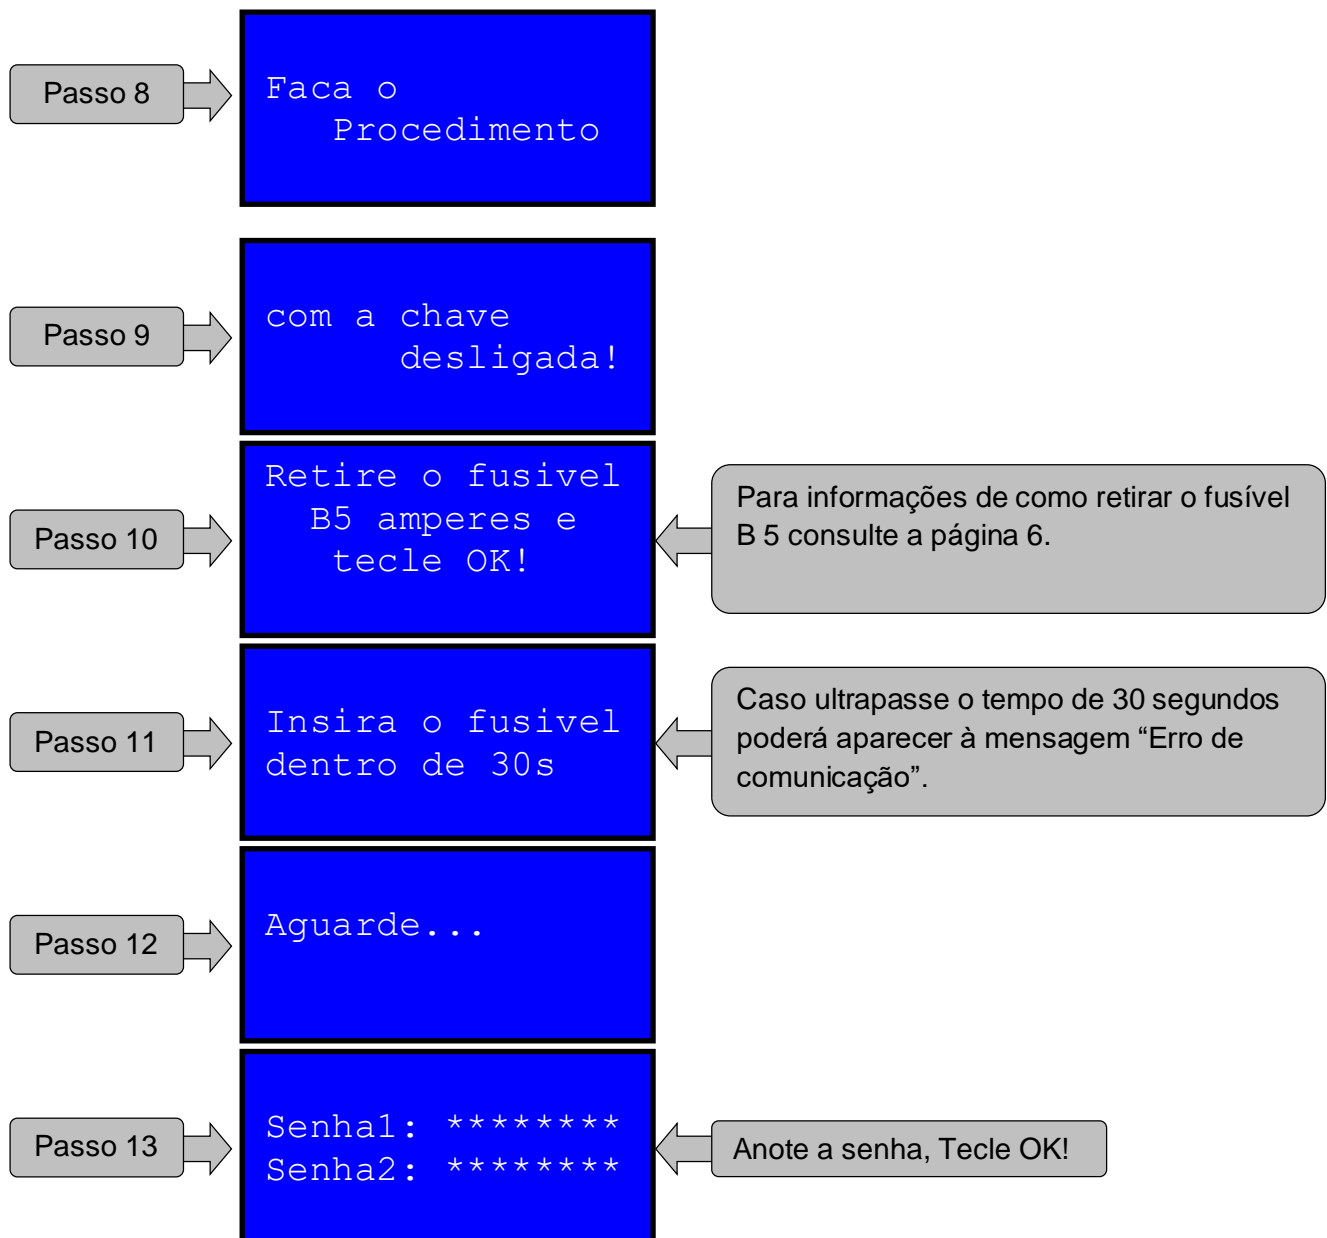 Passo 8
Faca o
Procedimento
Passo 9
com a chave
desligada!
Passo 10
Retire o fusivel
B5 amperes e
tecle OK!
Para informações de como retirar o fusível
B 5 consulte a página 6.
Passo 11
Insira o fusivel
dentro de 30s
Caso ultrapasse o tempo de 30 segundos
poderá aparecer à mensagem “Erro de
comunicação”.
Passo 12
Aguarde...
Passo 13
Senha1: ********
Senha2: ********
Anote a senha, Tecle OK!